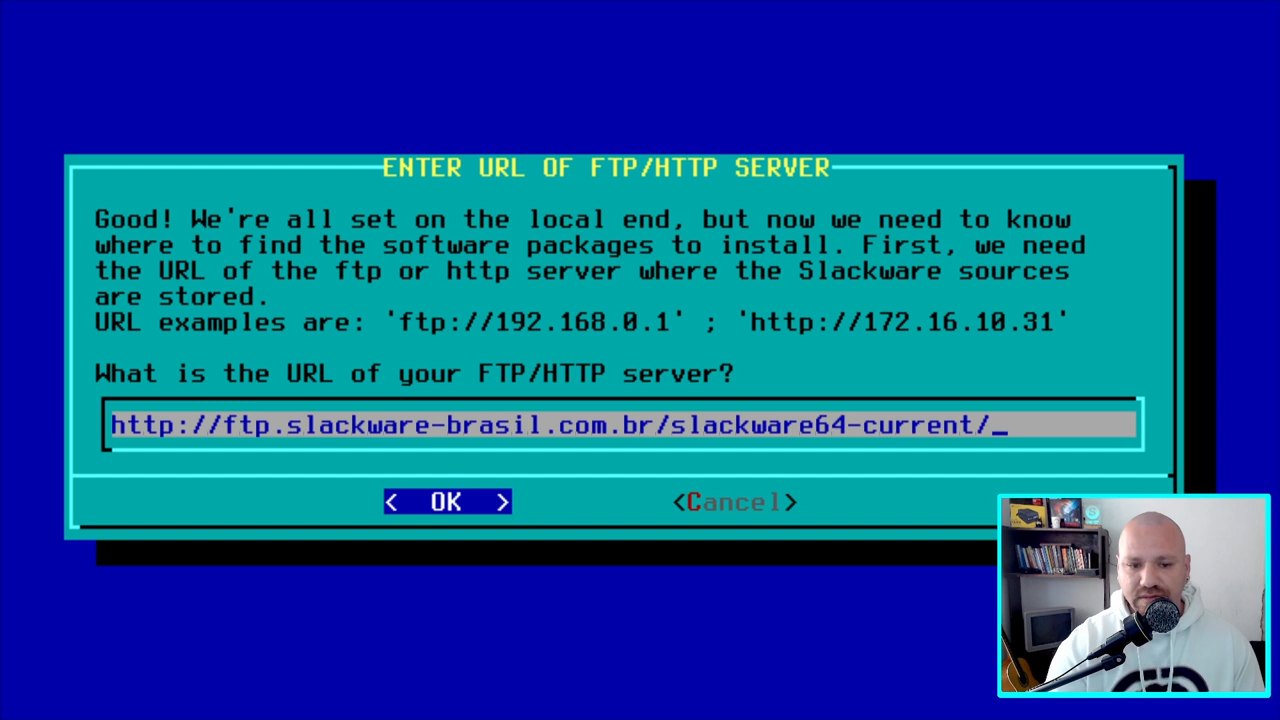 ENTER URL OF FTP/HTTP SERVER
Good! We're all set on the local end, but now we need to know
where to find the software packages to install. First, we need
the URL of the ftp or http server where the Slackware sources
are stored.
URL examples are: 'ftp://192.168.0.1' ; 'http://172.16.10.31'
What is the URL of your FTP/HTTP server?
http://ftp.slackware-brasil.com.br/slackware64-current/_
< OK > <Cancel>